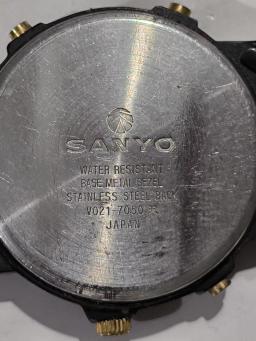 SANYO
WATER RESISTANT
BASE METAL BEZEL
STAINLESS STEEL BACK
V021-7050
JAPAN